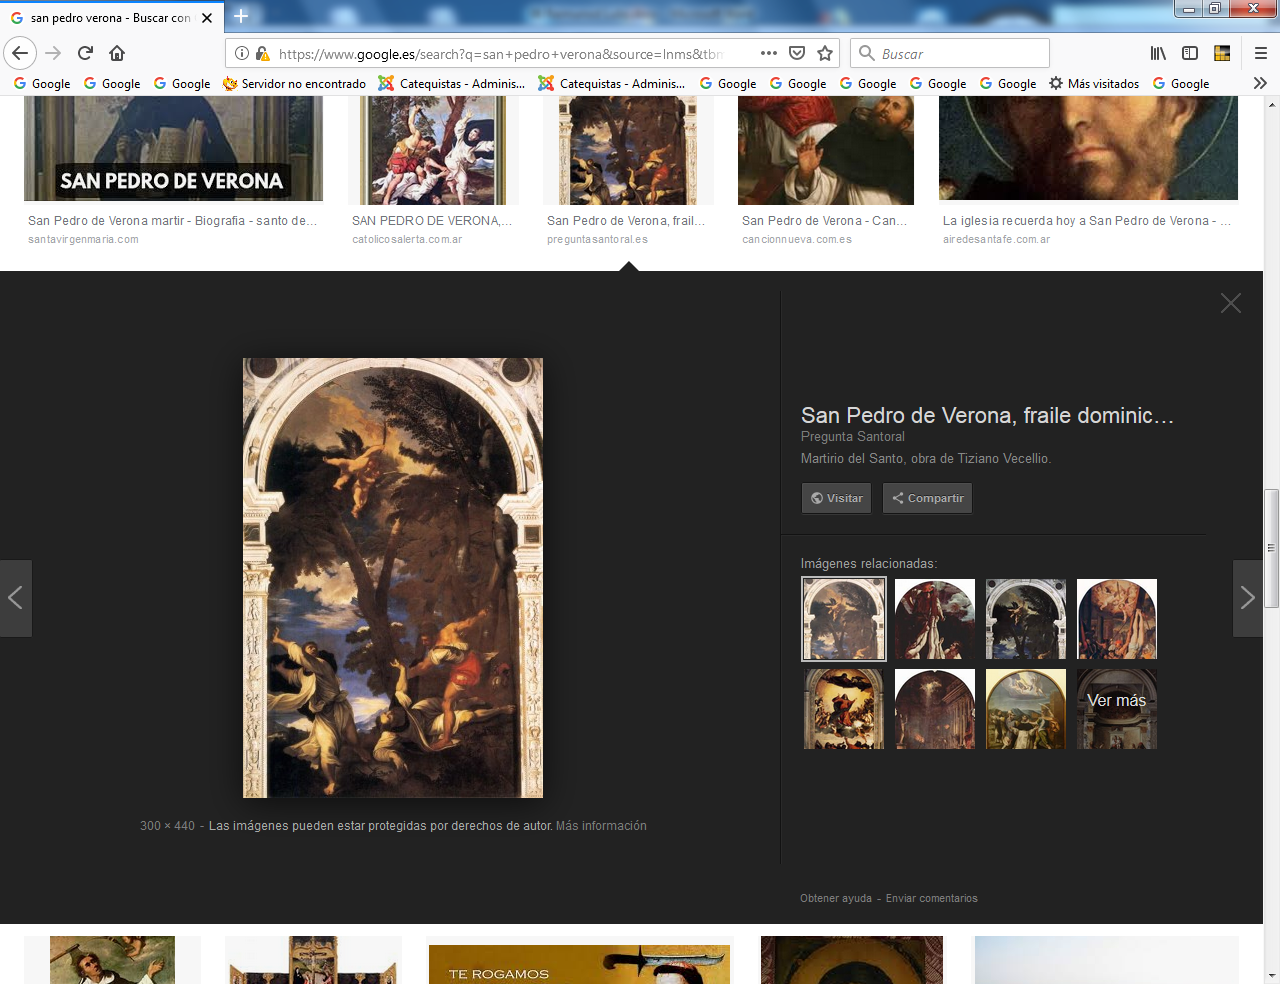 san pedro verona - Buscar con
https://www.google.es/search?q=san+pedro+verona&source=lnms&tbm
Buscar
Google
Google
Google
Servidor no encontrado
Catequistas - Adminis...
Catequistas - Adminis...
Google
Google
Google
Google
Google
Más visitados
Google
SAN PEDRO DE VERONA
San Pedro de Verona martir - Biografia - santo de...
santavirgenmaria.com
SAN PEDRO DE VERONA,...
catolicosalerta.com.ar
San Pedro de Verona, frail...
preguntasantoral.es
San Pedro de Verona - Can...
cancionnueva.com.es
La iglesia recuerda hoy a San Pedro de Verona - ...
airedesantafe.com.ar
San Pedro de Verona, fraile dominic...
Pregunta Santoral
Martirio del Santo, obra de Tiziano Vecellio.
Visitar
Compartir
Imágenes relacionadas:
Ver más
300 × 440 - Las imágenes pueden estar protegidas por derechos de autor. Más información
Obtener ayuda - Enviar comentarios
TE ROGAMOS